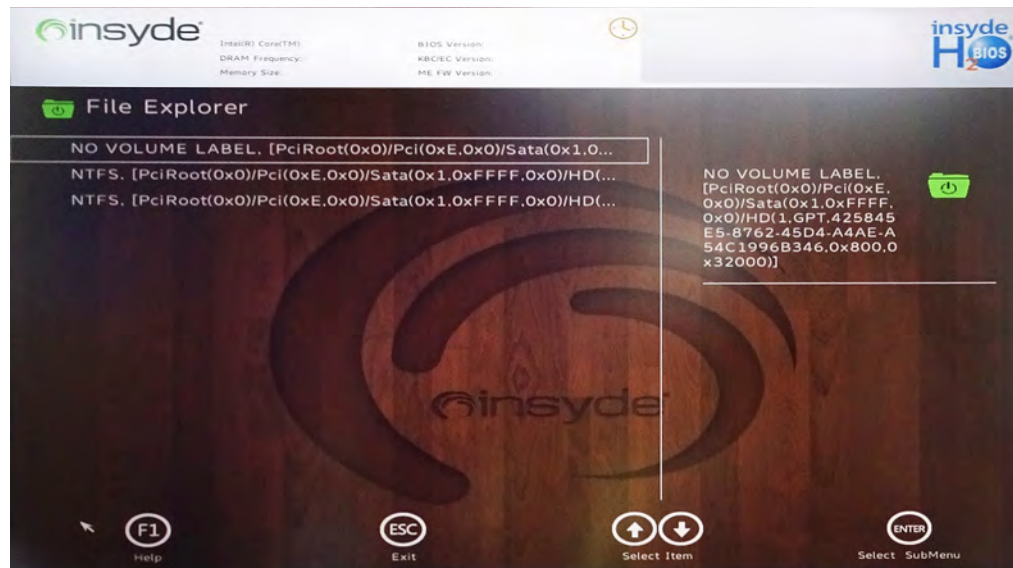 insyde
Intel(R) Core(TM)
DRAM Frequency:
Memory Size:
BIOS Version:
KBC/EC Version:
ME FW Version:
insyde
H2BIOS
File Explorer
NO VOLUME LABEL, [PciRoot(0x0)/Pci(0xE,0x0)/Sata(0x1,0...
NTFS, [PciRoot(0x0)/Pci(0xE,0x0)/Sata(0x1,0xFFFF,0x0)/HD(...
NTFS, [PciRoot(0x0)/Pci(0xE,0x0)/Sata(0x1,0xFFFF,0x0)/HD(...
NO VOLUME LABEL,
[PciRoot(0x0)/Pci(0xE,
0x0)/Sata(0x1,0xFFFF,
0x0)/HD(1,GPT,425845
E5-8762-45D4-A4AE-A
54C1996B346,0x800,0
x32000)]
insyde
F1
Help
ESC
Exit
Select Item
ENTER
Select SubMenu